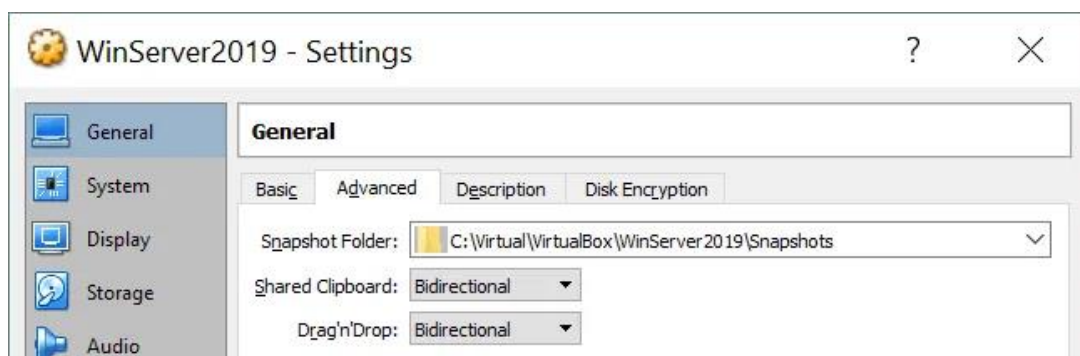 WinServer2019 - Settings
?
General
System
Display
Storage
Audio
General
Basic Advanced Description Disk Encryption
Snapshot Folder: C:\Virtual\VirtualBox\WinServer2019\Snapshots
Shared Clipboard: Bidirectional
Drag'n'Drop: Bidirectional